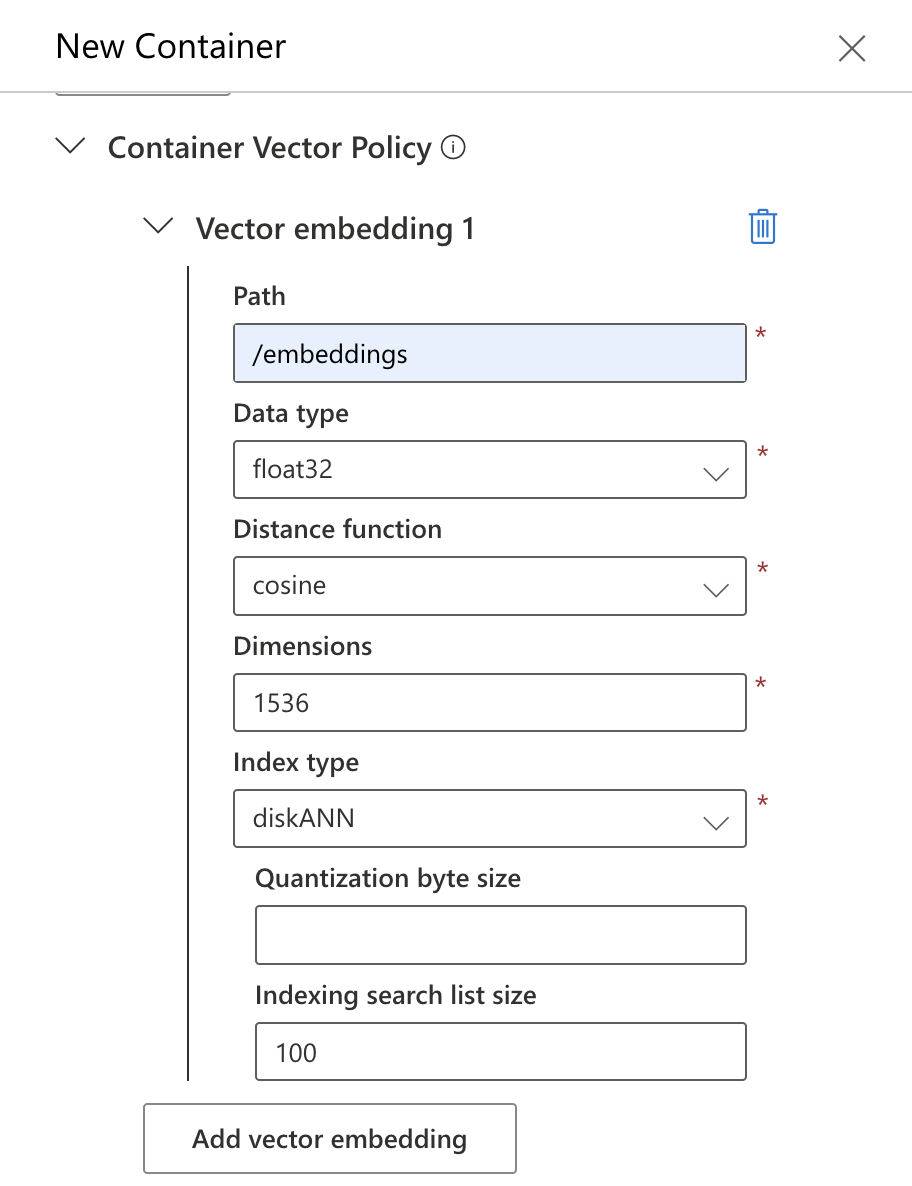 New Container
Container Vector Policy
Vector embedding 1
Path
/embeddings
*
Data type
float32
*
Distance function
cosine
*
Dimensions
1536
*
Index type
diskANN
*
Quantization byte size
Indexing search list size
100
Add vector embedding